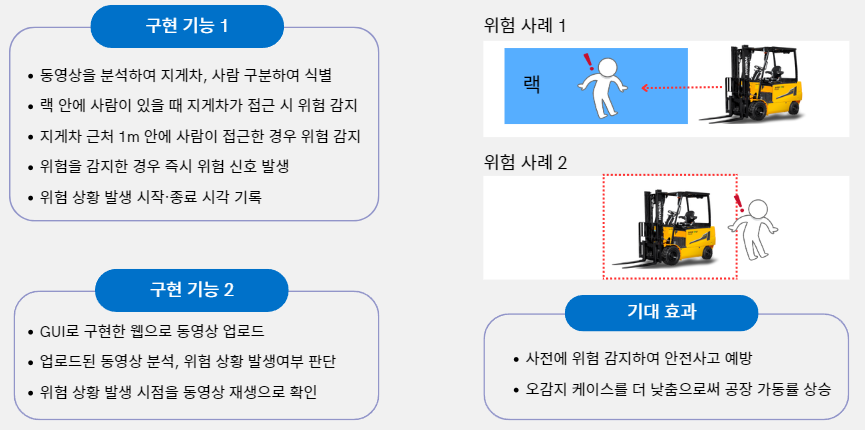 구현 기능 1
• 동영상을 분석하여 지게차, 사람 구분하여 식별
• 랙 안에 사람이 있을 때 지게차가 접근 시 위험 감지
• 지게차 근처 1m 안에 사람이 접근한 경우 위험 감지
• 위험을 감지한 경우 즉시 위험 신호 발생
• 위험 상황 발생 시작·종료 시각 기록
구현 기능 2
• GUI로 구현한 웹으로 동영상 업로드
• 업로드된 동영상 분석, 위험 상황 발생여부 판단
• 위험 상황 발생 시점을 동영상 재생으로 확인
위험 사례 1
랙
!
위험 사례 2
!
기대 효과
• 사전에 위험 감지하여 안전사고 예방
• 오감지 케이스를 더 낮춤으로써 공장 가동률 상승